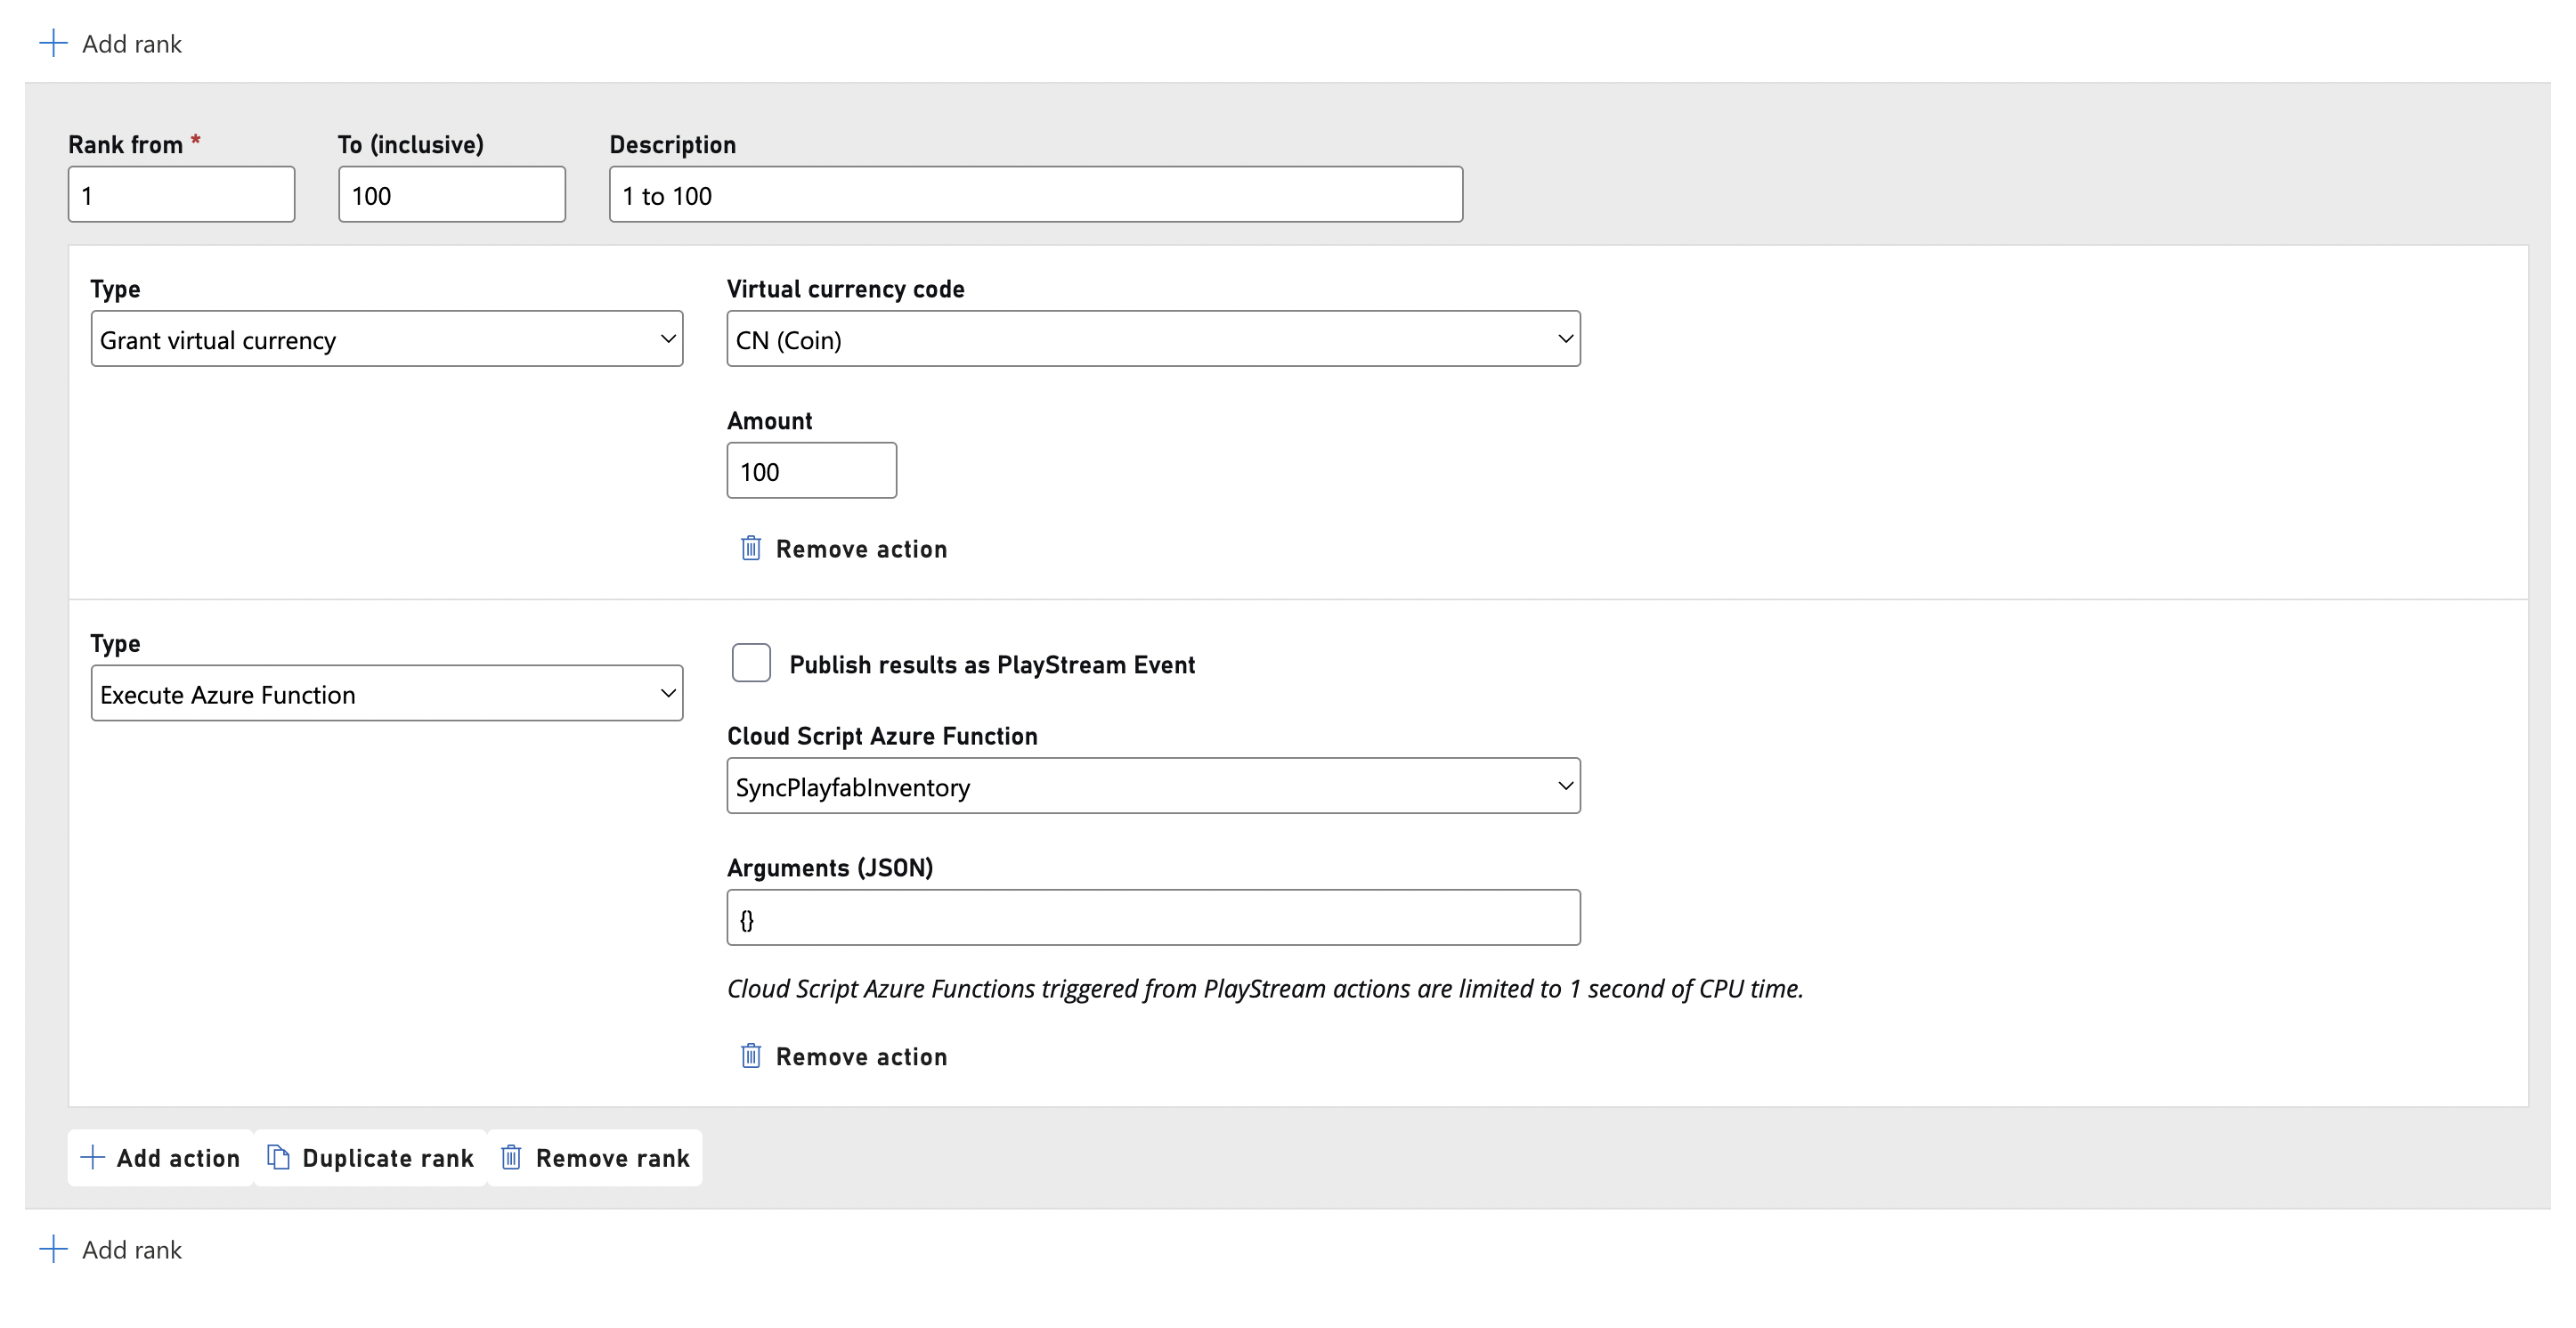 Add rank
Rank from * To (inclusive) Description
1 100 1 to 100
Type Virtual currency code
Grant virtual currency CN (Coin)
Amount
100
Remove action
Type
Publish results as PlayStream Event
Execute Azure Function
Cloud Script Azure Function
SyncPlayfabInventory
Arguments (JSON)
{}
Cloud Script Azure Functions triggered from PlayStream actions are limited to 1 second of CPU time.
Remove action
Add action Duplicate rank Remove rank
Add rank